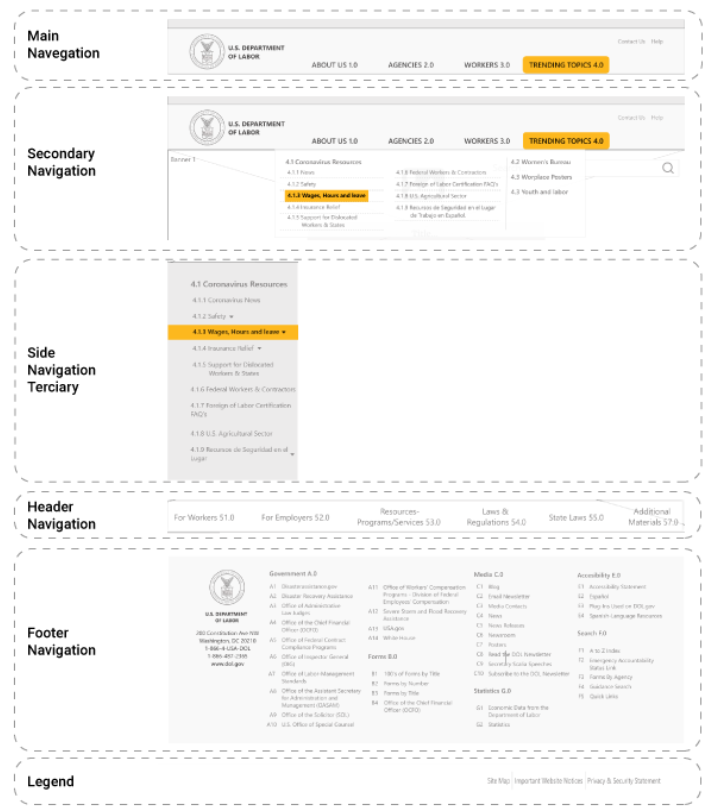 Main
Navegation
U.S. DEPARTMENT
OF LABOR
Contact Us Help
ABOUT US 1.0 AGENCIES 2.0 WORKERS 3.0 TRENDING TOPICS 4.0
Secondary
Navigation
U.S. DEPARTMENT
OF LABOR
Contact Us Help
ABOUT US 1.0 AGENCIES 2.0 WORKERS 3.0 TRENDING TOPICS 4.0
Banner 1
4.1 Coronavirus Resources
4.1.1 News
4.1.2 Safety
4.1.3 Wages, Hours and leave
4.1.4 Insurance Relief
4.1.5 Support for Dislocated
Workers & States
4.1.6 Federal Workers & Contractors
4.1.7 Foreign of Labor Certification FAQ's
4.1.8 U.S. Agricultural Sector
4.1.9 Recursos de Seguridad en el Lugar
de Trabajo en Español.
4.2 Women's Bureau
4.3 Worplace Posters
4.3 Youth and labor
Side
Navigation
Terciary
4.1 Coronavirus Resources
4.1.1 Coronavirus News
4.1.2 Safety
4.1.3 Wages, Hours and leave
4.1.4 Insurance Relief
4.1.5 Support for Dislocated
Workers & States
4.1.6 Federal Workers & Contractors
4.1.7 Foreign of Labor Certification
FAQ's
4.1.8 U.S. Agricultural Sector
4.1.9 Recursos de Seguridad en el
Lugar
Header
Navigation
For Workers S1.0
For Employers S2.0
Resources-
Programs/Services S3.0
Laws &
Regulations S4.0
State Laws S5.0
Additional
Materials S7.0
Footer
Navigation
U.S. DEPARTMENT
OF LABOR
200 Constitution Ave NW
Washington, DC 20210
1-866-4-USA-DOL
1-866-487-2365
www.dol.gov
Government A.0
A1 Disasterassistance.gov
A2 Disaster Recovery Assistance
A3 Office of Administrative
Law Judges
A4 Office of the Chief Financial
Officer (OCFO)
A5 Office of Federal Contract
Compliance Programs
A6 Office of Inspector General
(OIG)
A7 Office of Labor-Management
Standards
A8 Office of the Assistant Secretary
for Administration and
Management (OASAM)
A9 Office of the Solicitor (SOL)
A10 U.S. Office of Special Counsel
A11 Office of Workers' Compensation
Programs - Division of Federal
Employees' Compensation
A12 Severe Storm and Flood Recovery
Assistance
A13 USA.gov
A14 White House
Forms B.0
B1 100's of Forms by Title
B2 Forms by Number
B3 Forms by Title
B4 Office of the Chief Financial
Officer (OCFO)
Media C.0
C1 Blog
C2 Email Newsletter
C3 Media Contacts
C4 News
C5 News Releases
C6 Newsroom
C7 Posters
C8 Read the DOL Newsletter
C9 Secretary Scalia Speeches
C10 Subscribe to the DOL Newsletter
Statistics G.0
G1 Economic Data from the
Department of Labor
G2 Statistics
Accesibility E.0
E1 Accessibility Statement
E2 Español
E3 Plug Ins Used on DOL.gov
E4 Spanish-Language Resources
Search F.0
F1 A to Z Index
F2 Emergency Accountability
Status Link
F3 Forms By Agency
F4 Guidance Search
F5 Quick Links
Legend
Site Map | Important Website Notices | Privacy & Security Statement